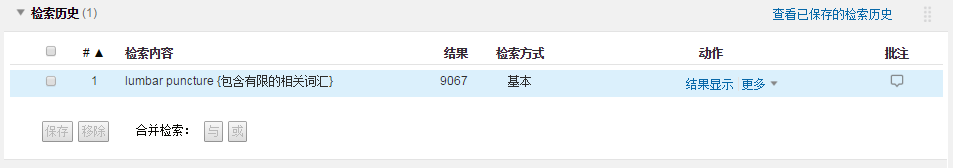 检索历史 (1) 查看已保存的检索历史
# ▲ 检索内容 结果 检索方式 动作 批注
1 lumbar puncture {包含有限的相关词汇} 9067 基本 结果显示 更多
保存 移除 合并检索： 与 或